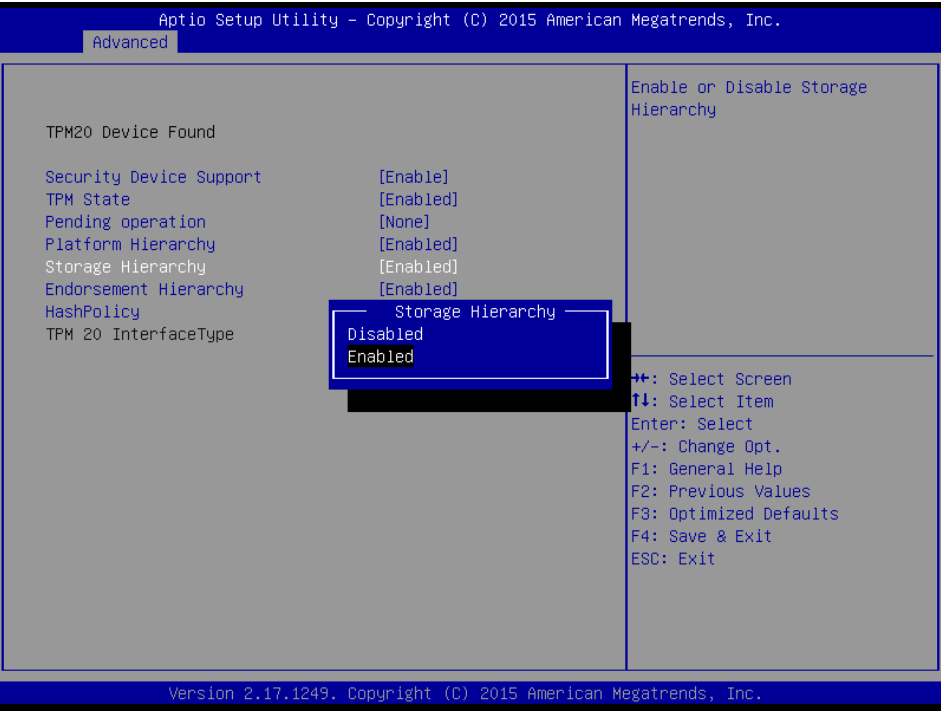 Aptio Setup Utility – Copyright (C) 2015 American Megatrends, Inc.
Advanced
TPM20 Device Found
Security Device Support [Enable]
TPM State [Enabled]
Pending operation [None]
Platform Hierarchy [Enabled]
Storage Hierarchy [Enabled]
Endorsement Hierarchy [Enabled]
HashPolicy
TPM 20 InterfaceType
Storage Hierarchy
Disabled
Enabled
Enable or Disable Storage
Hierarchy
→←: Select Screen
↑↓: Select Item
Enter: Select
+/-: Change Opt.
F1: General Help
F2: Previous Values
F3: Optimized Defaults
F4: Save & Exit
ESC: Exit
Version 2.17.1249. Copyright (C) 2015 American Megatrends, Inc.